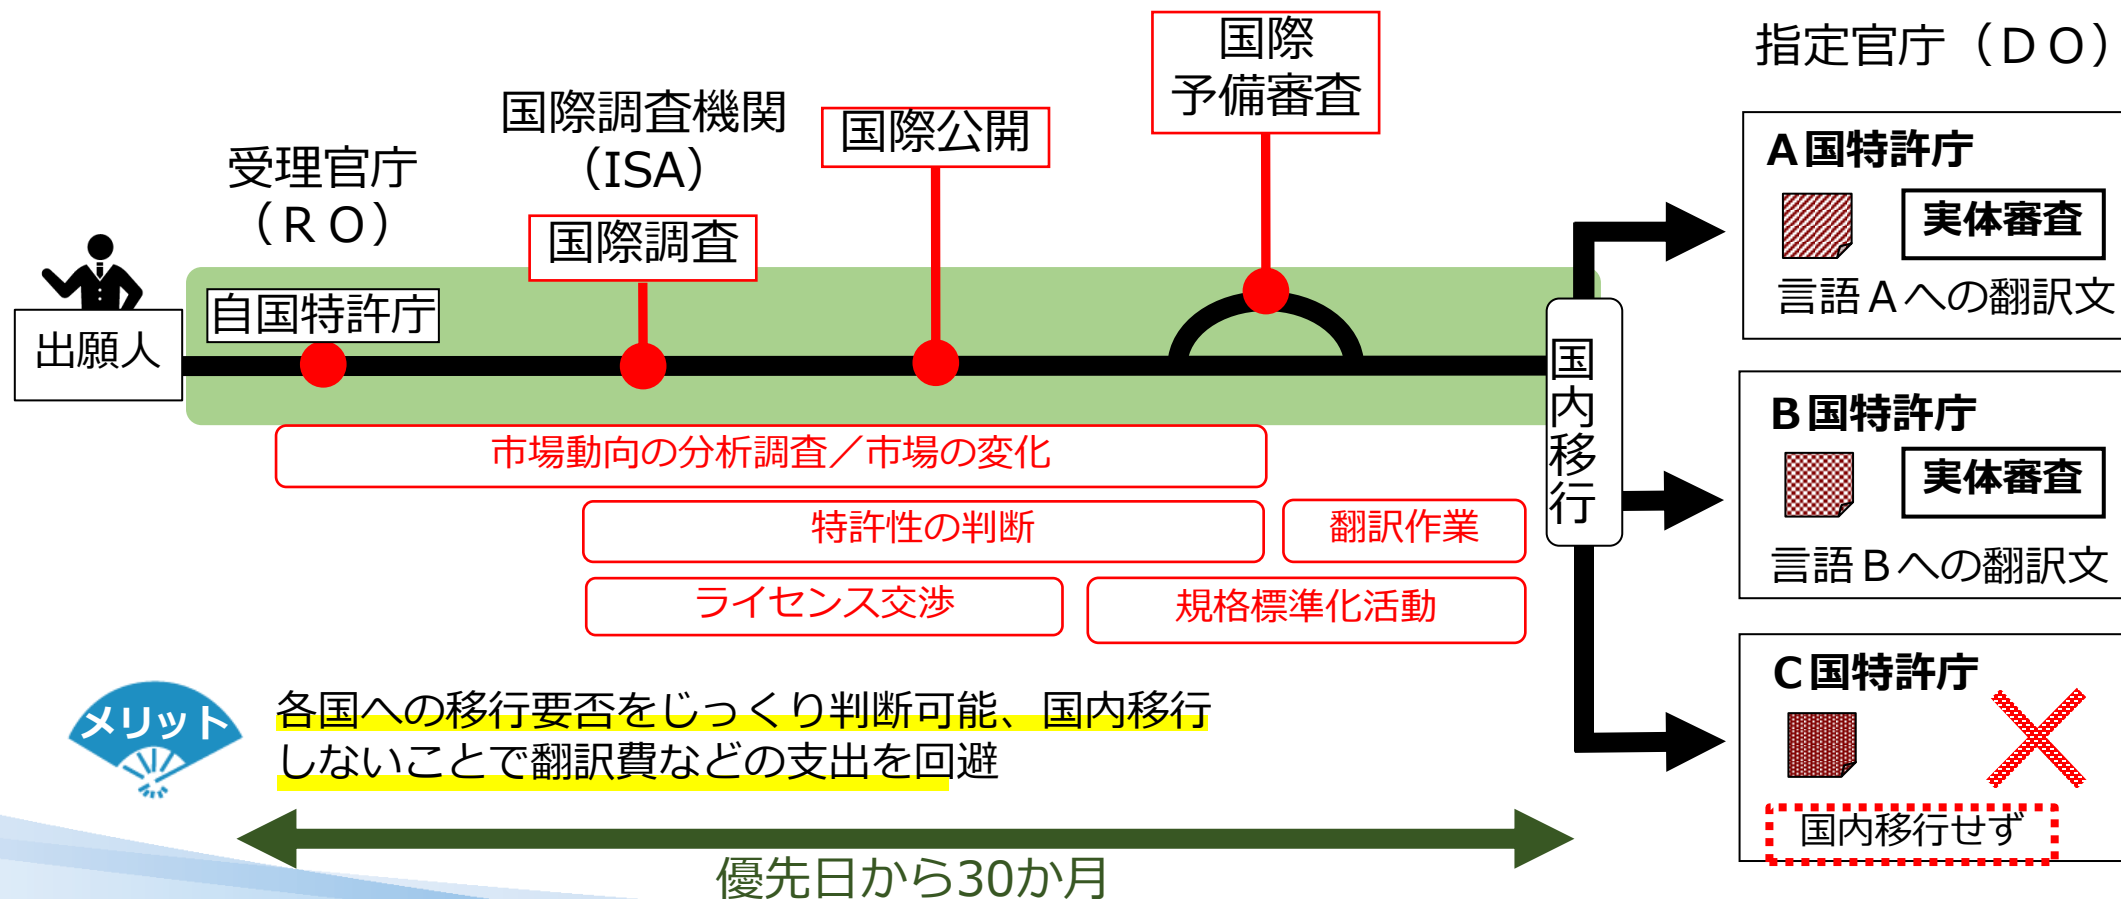 指定官庁（ＤＯ）
国際
予備審査
国際調査機関
（ISA）
国際公開
受理官庁
（ＲＯ）
国際調査
自国特許庁
出願人
国内移行
市場動向の分析調査／市場の変化
特許性の判断
翻訳作業
ライセンス交渉
規格標準化活動
Ａ国特許庁
実体審査
言語Ａへの翻訳文
Ｂ国特許庁
実体審査
言語Ｂへの翻訳文
Ｃ国特許庁
国内移行せず
メリット
各国への移行要否をじっくり判断可能、国内移行
しないことで翻訳費などの支出を回避
優先日から30か月